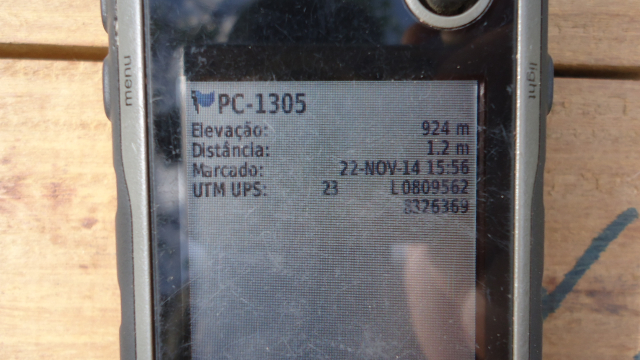 menu
light
PC-1305
Elevação: 924 m
Distância: 1.2 m
Marcado: 22-NOV-14 15:56
UTM UPS: 23 L 0809562
8326369